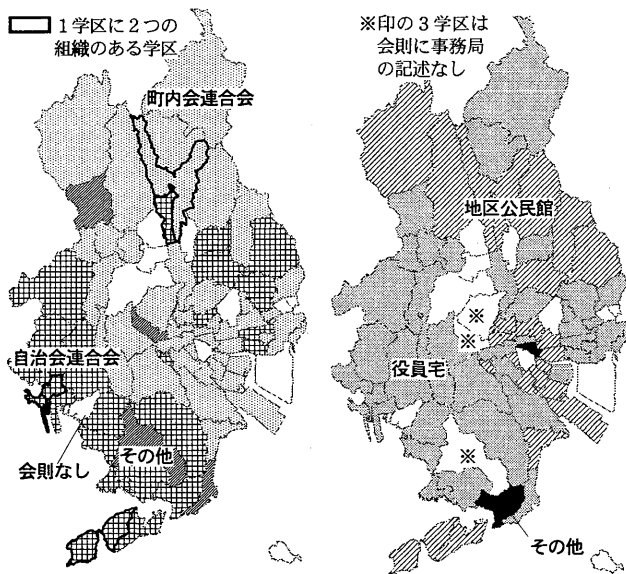 1学区に2つの
組織のある学区
町内会連合会
自治会連合会
会則なし
その他
※印の3学区は
会則に事務局
の記述なし
地区公民館
※
※
役員宅
※
その他